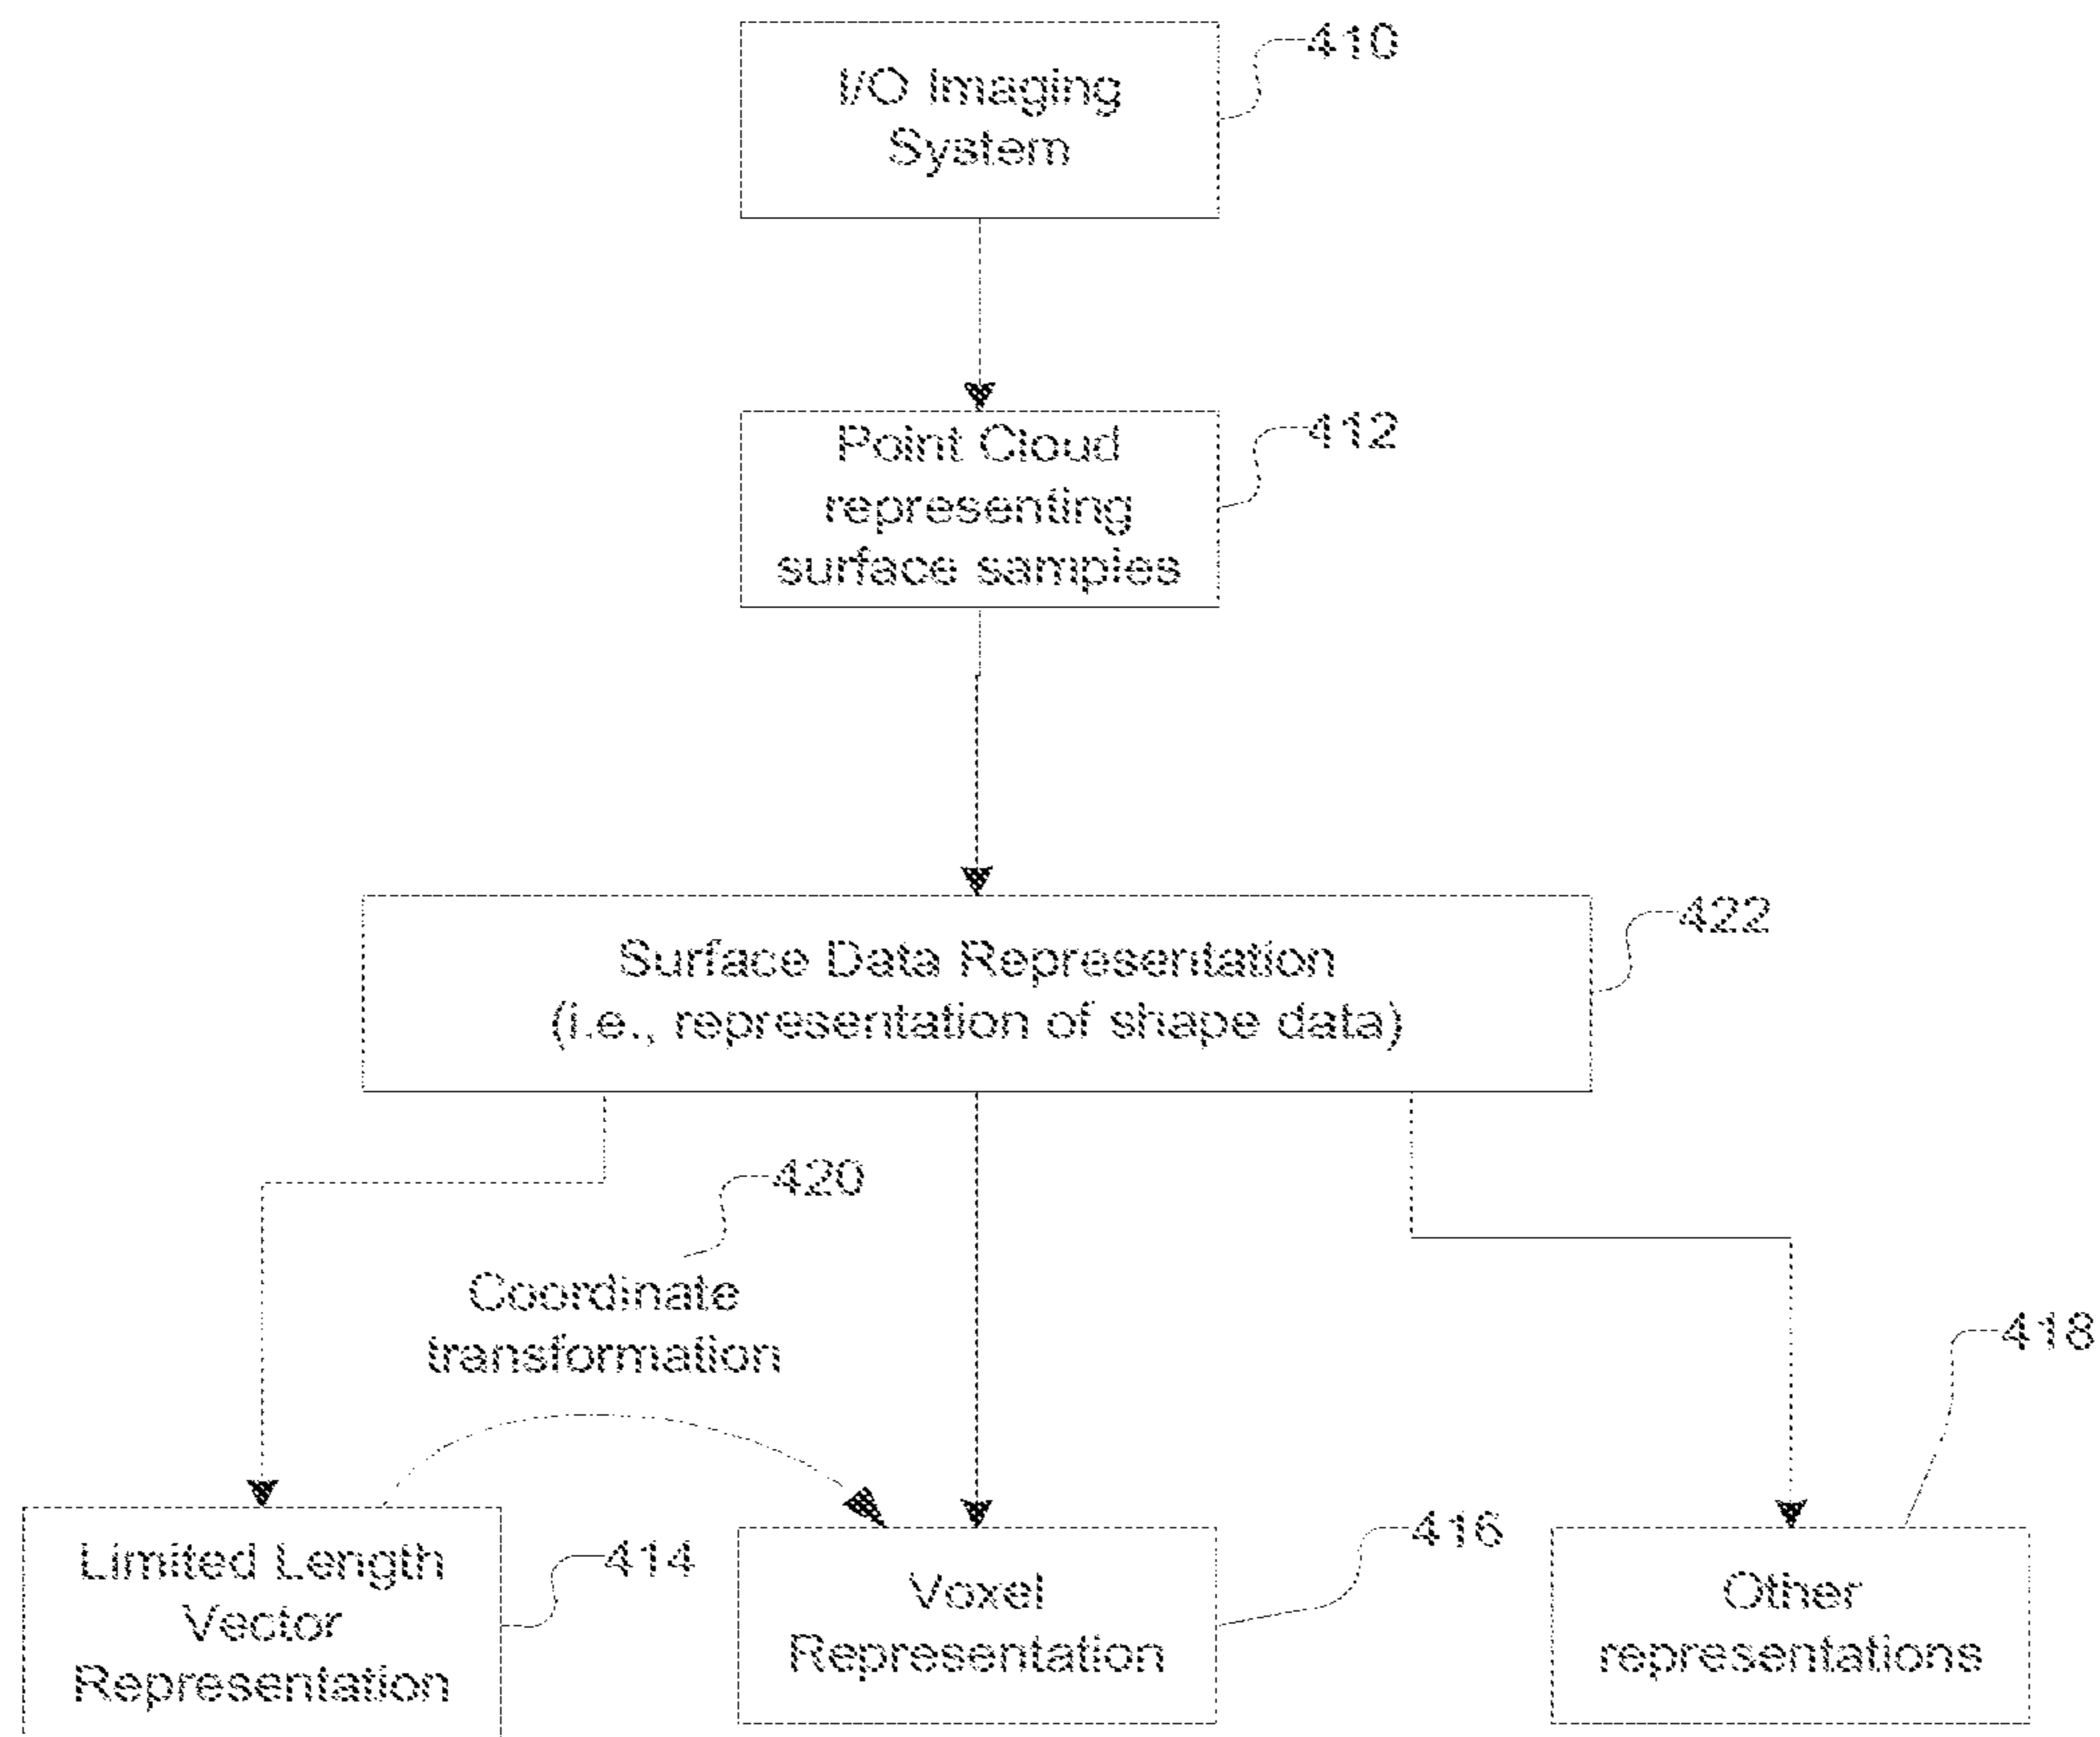 I/O Imaging
System
410
Point Cloud
representing
surface samples
412
Surface Data Representation
(i.e., representation of shape data)
422
420
Coordinate
transformation
418
Limited Length
Vector
Representation
414
Voxel
Representation
416
Other
representations